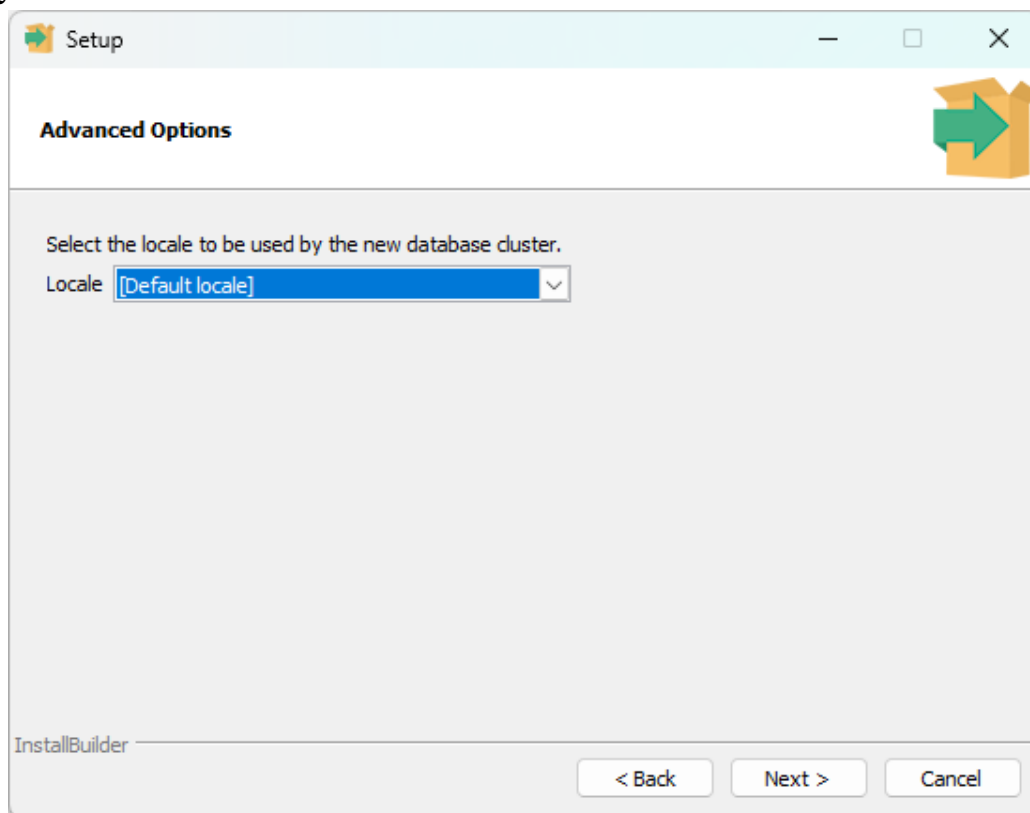 Setup
Advanced Options
Select the locale to be used by the new database cluster.
Locale [Default locale]
InstallBuilder
< Back Next > Cancel